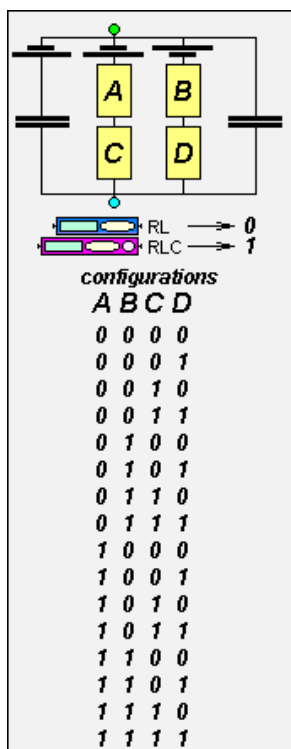 A B
C D
RL 0
RLC 1
configurations
A B C D
0 0 0 0
0 0 0 1
0 0 1 0
0 0 1 1
0 1 0 0
0 1 0 1
0 1 1 0
0 1 1 1
1 0 0 0
1 0 0 1
1 0 1 0
1 0 1 1
1 1 0 0
1 1 0 1
1 1 1 0
1 1 1 1